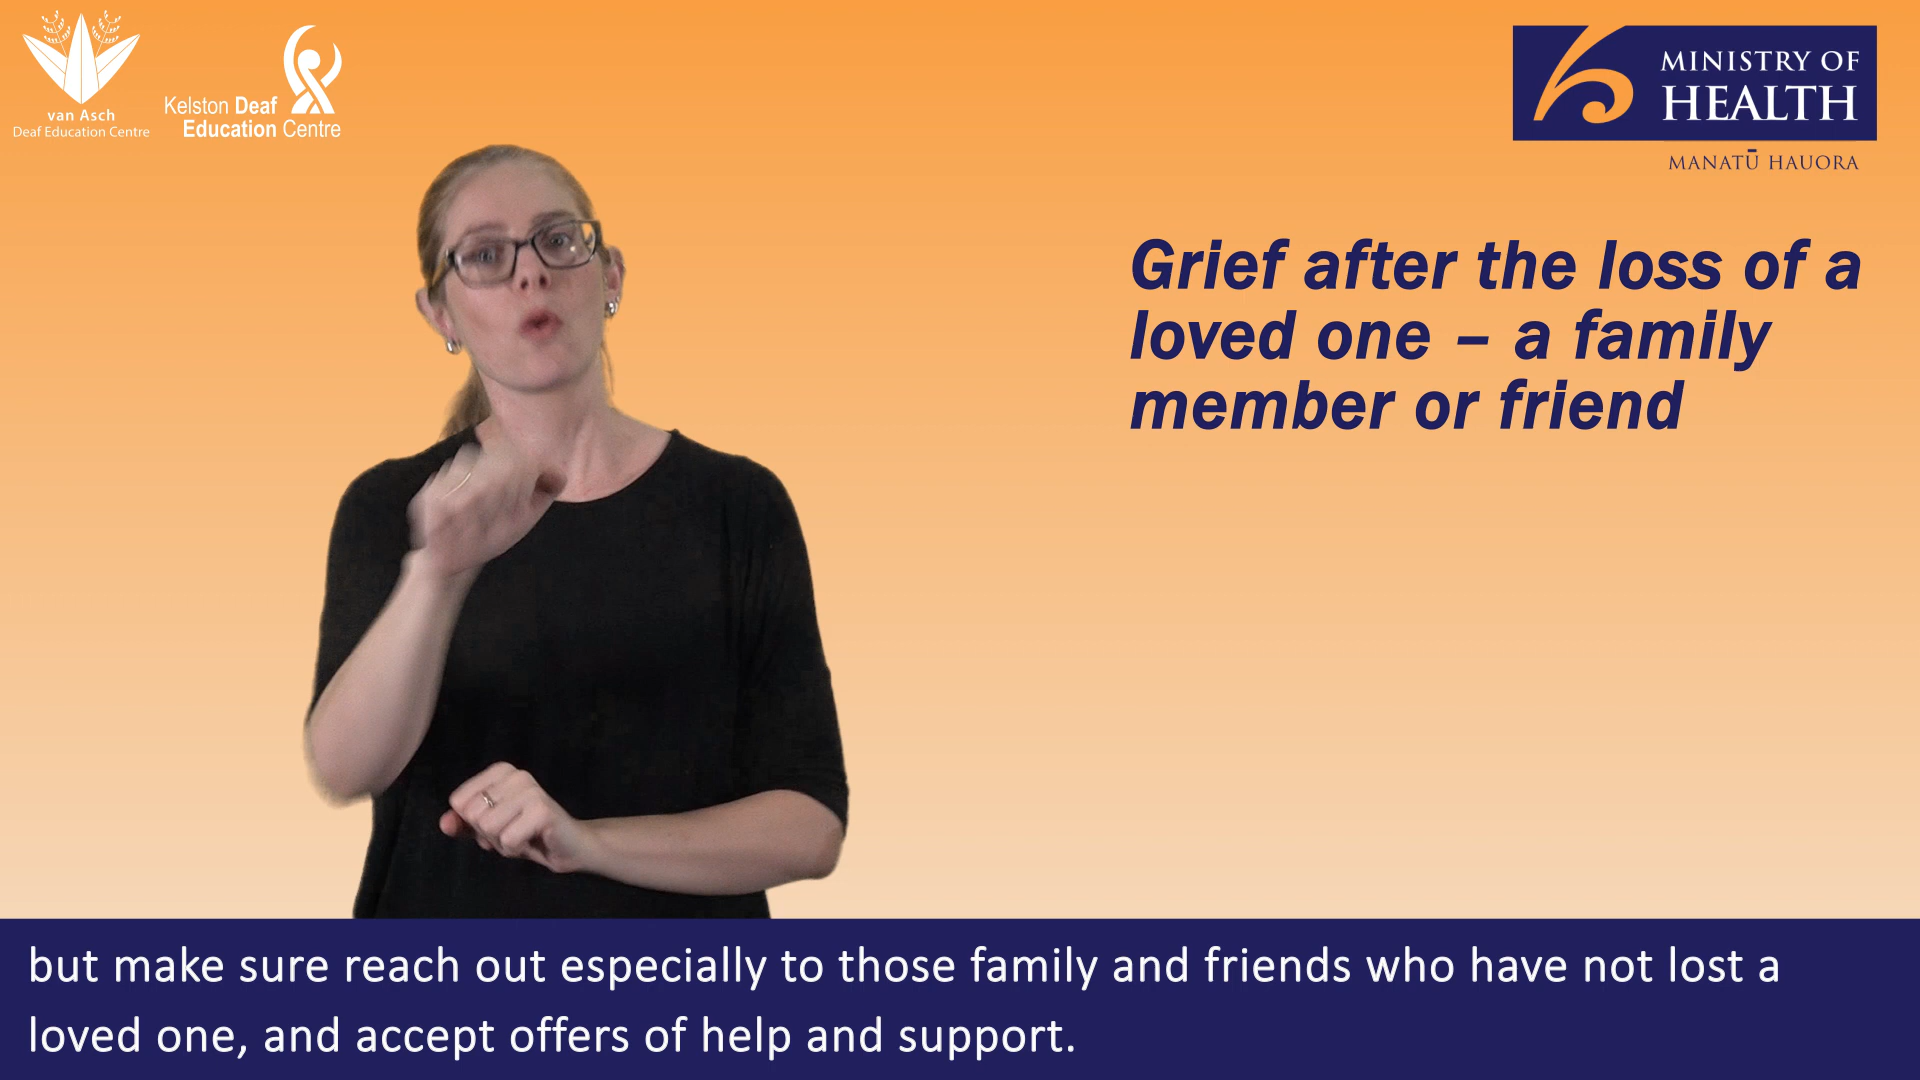 van Asch
Deaf Education Centre
Kelston Deaf
Education Centre
MINISTRY OF
HEALTH
MANATŪ HAUORA
Grief after the loss of a
loved one – a family
member or friend
but make sure reach out especially to those family and friends who have not lost a
loved one, and accept offers of help and support.